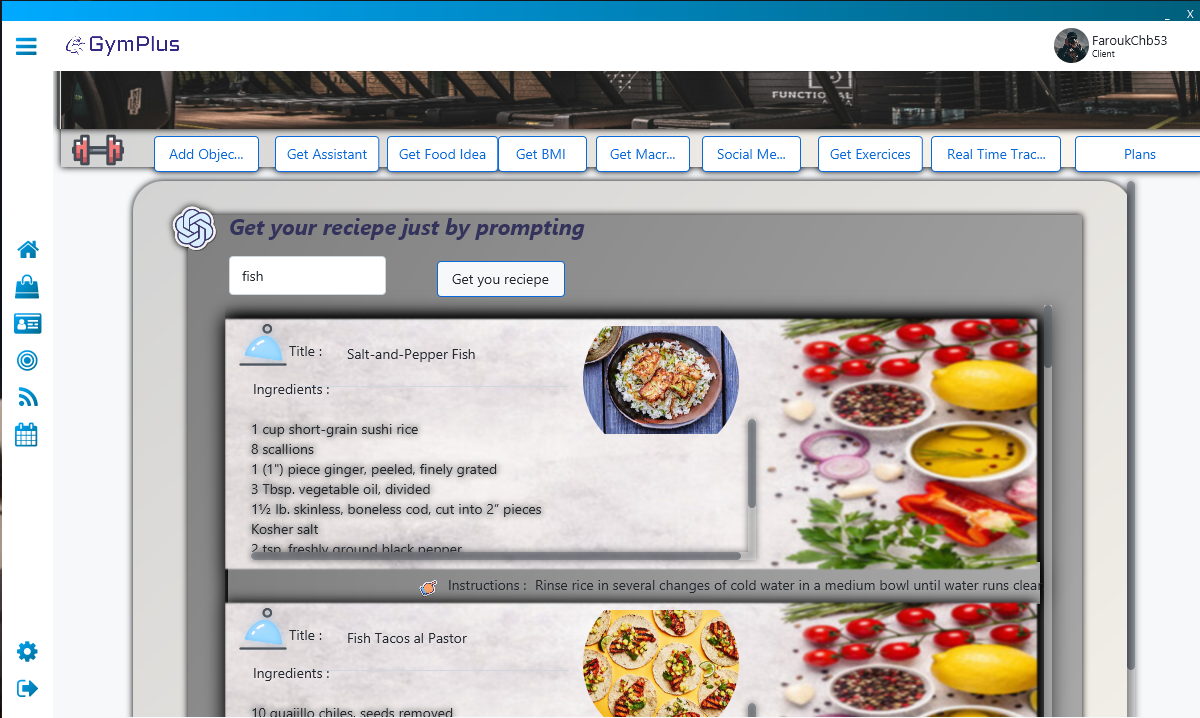 _ X
GymPlus
FaroukChb53
Client
FUNCTIONAL
Add Objec...
Get Assistant
Get Food Idea
Get BMI
Get Macr...
Social Me...
Get Exercices
Real Time Trac...
Plans
Get your reciepe just by prompting
fish
Get you reciepe
Title :
Salt-and-Pepper Fish
Ingredients :
1 cup short-grain sushi rice
8 scallions
1 (1") piece ginger, peeled, finely grated
3 Tbsp. vegetable oil, divided
1½ lb. skinless, boneless cod, cut into 2" pieces
Kosher salt
2 tsp. freshly ground black pepper
Instructions : Rinse rice in several changes of cold water in a medium bowl until water runs clear
Title :
Fish Tacos al Pastor
Ingredients :
10 guajillo chiles, seeds removed